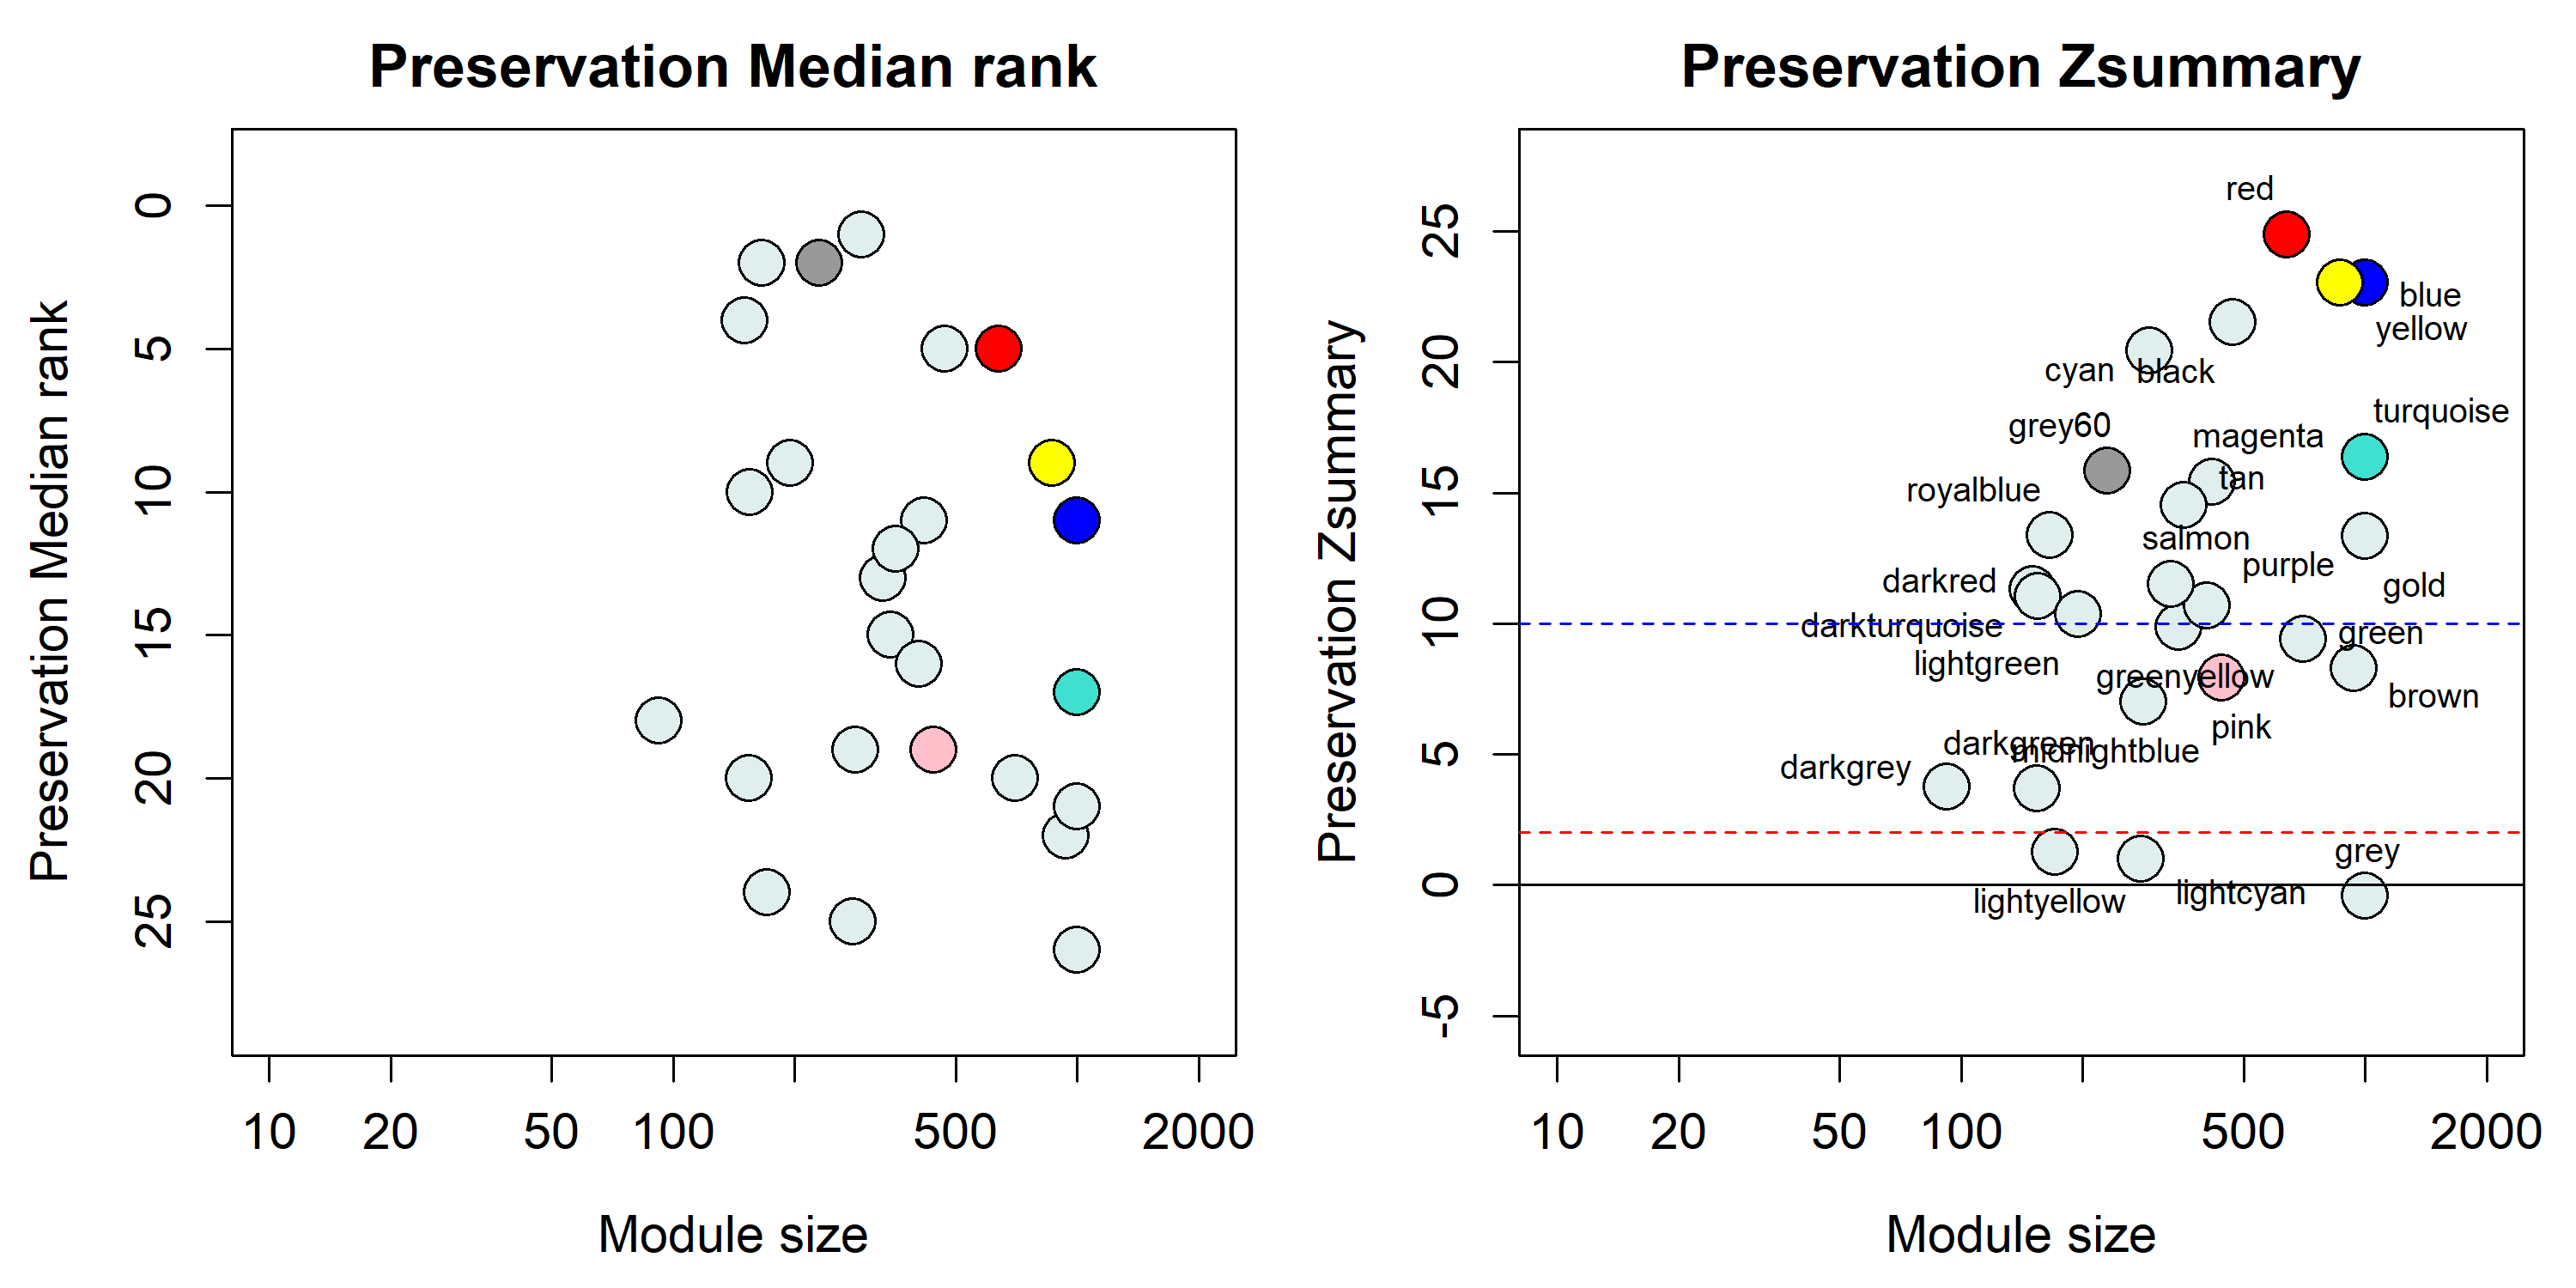 Preservation Median rank
Preservation Median rank
0
5
10
15
20
25
10
20
50
100
500
2000
Module size
Preservation Zsummary
Preservation Zsummary
25
20
15
10
5
0
-5
red
blue
yellow
cyan
black
turquoise
grey60
magenta
tan
royalblue
salmon
purple
darkred
gold
darkturquoise
green
lightgreen
greenyellow
brown
pink
darkgreen
midnightblue
darkgrey
grey
lightyellow
lightcyan
10
20
50
100
500
2000
Module size